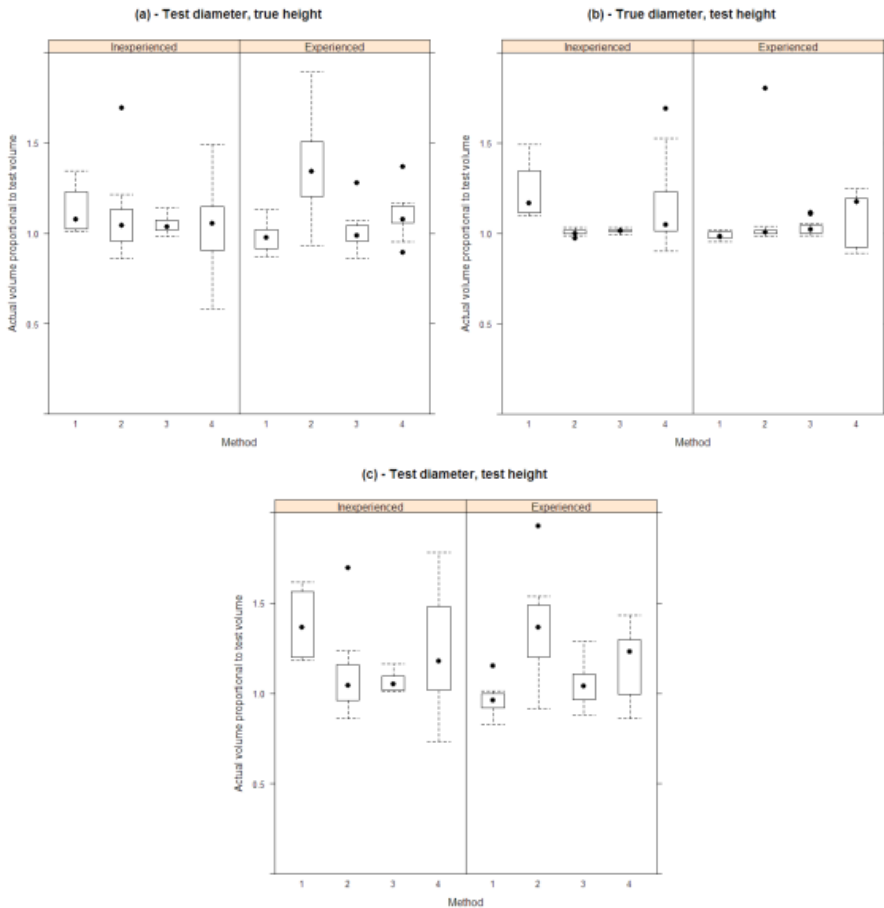 (a) - Test diameter, true height
Inexperienced
Experienced
Actual volume proportional to test volume
1.5
1.0
0.5
1 2 3 4 1 2 3 4
Method
(b) - True diameter, test height
Inexperienced
Experienced
Actual volume proportional to test volume
1.5
1.0
0.5
1 2 3 4 1 2 3 4
Method
(c) - Test diameter, test height
Inexperienced
Experienced
Actual volume proportional to test volume
1.5
1.0
0.5
1 2 3 4 1 2 3 4
Method